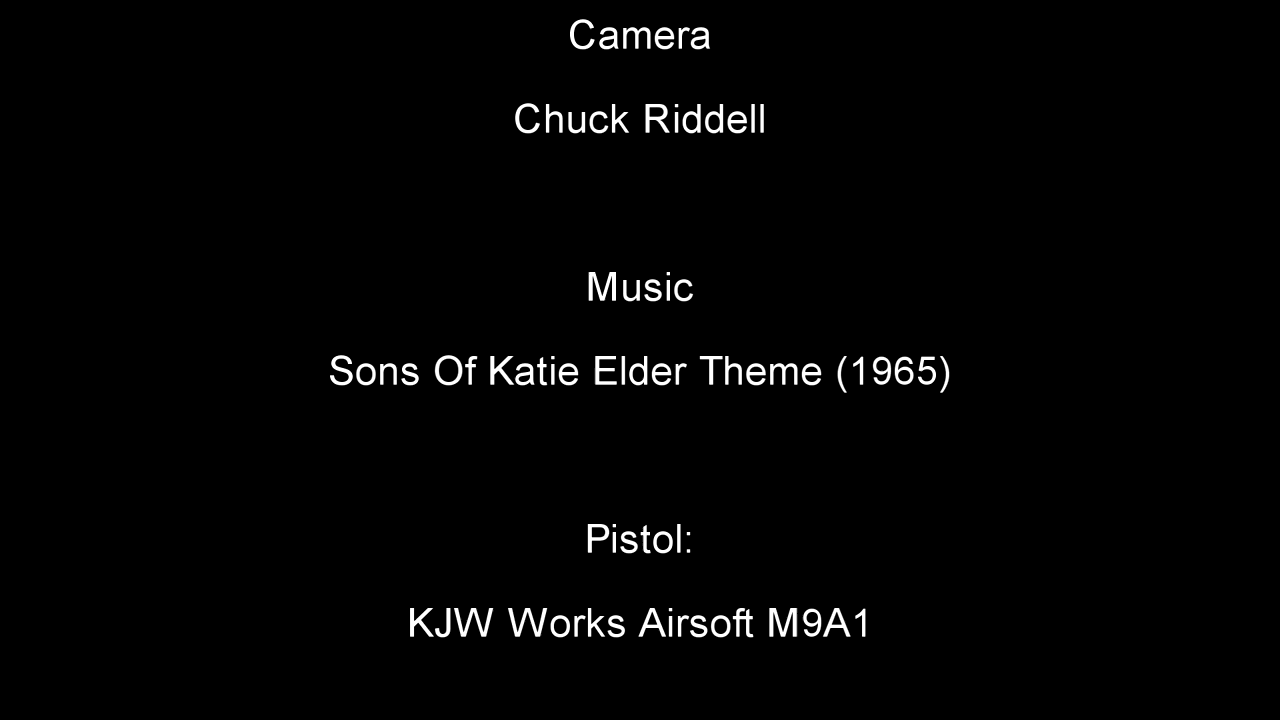 Camera
Chuck Riddell
Music
Sons Of Katie Elder Theme (1965)
Pistol:
KJW Works Airsoft M9A1